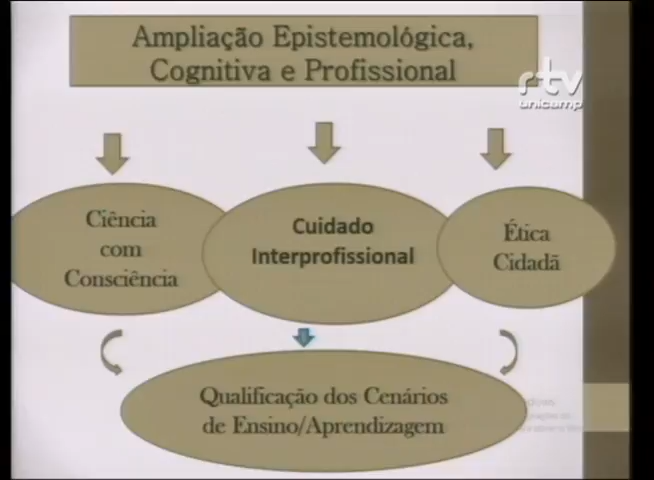 Ampliação Epistemológica,
Cognitiva e Profissional
rtv
unicamp
Ciência
com
Consciência
Cuidado
Interprofissional
Ética
Cidadã
Qualificação dos Cenários
de Ensino/Aprendizagem